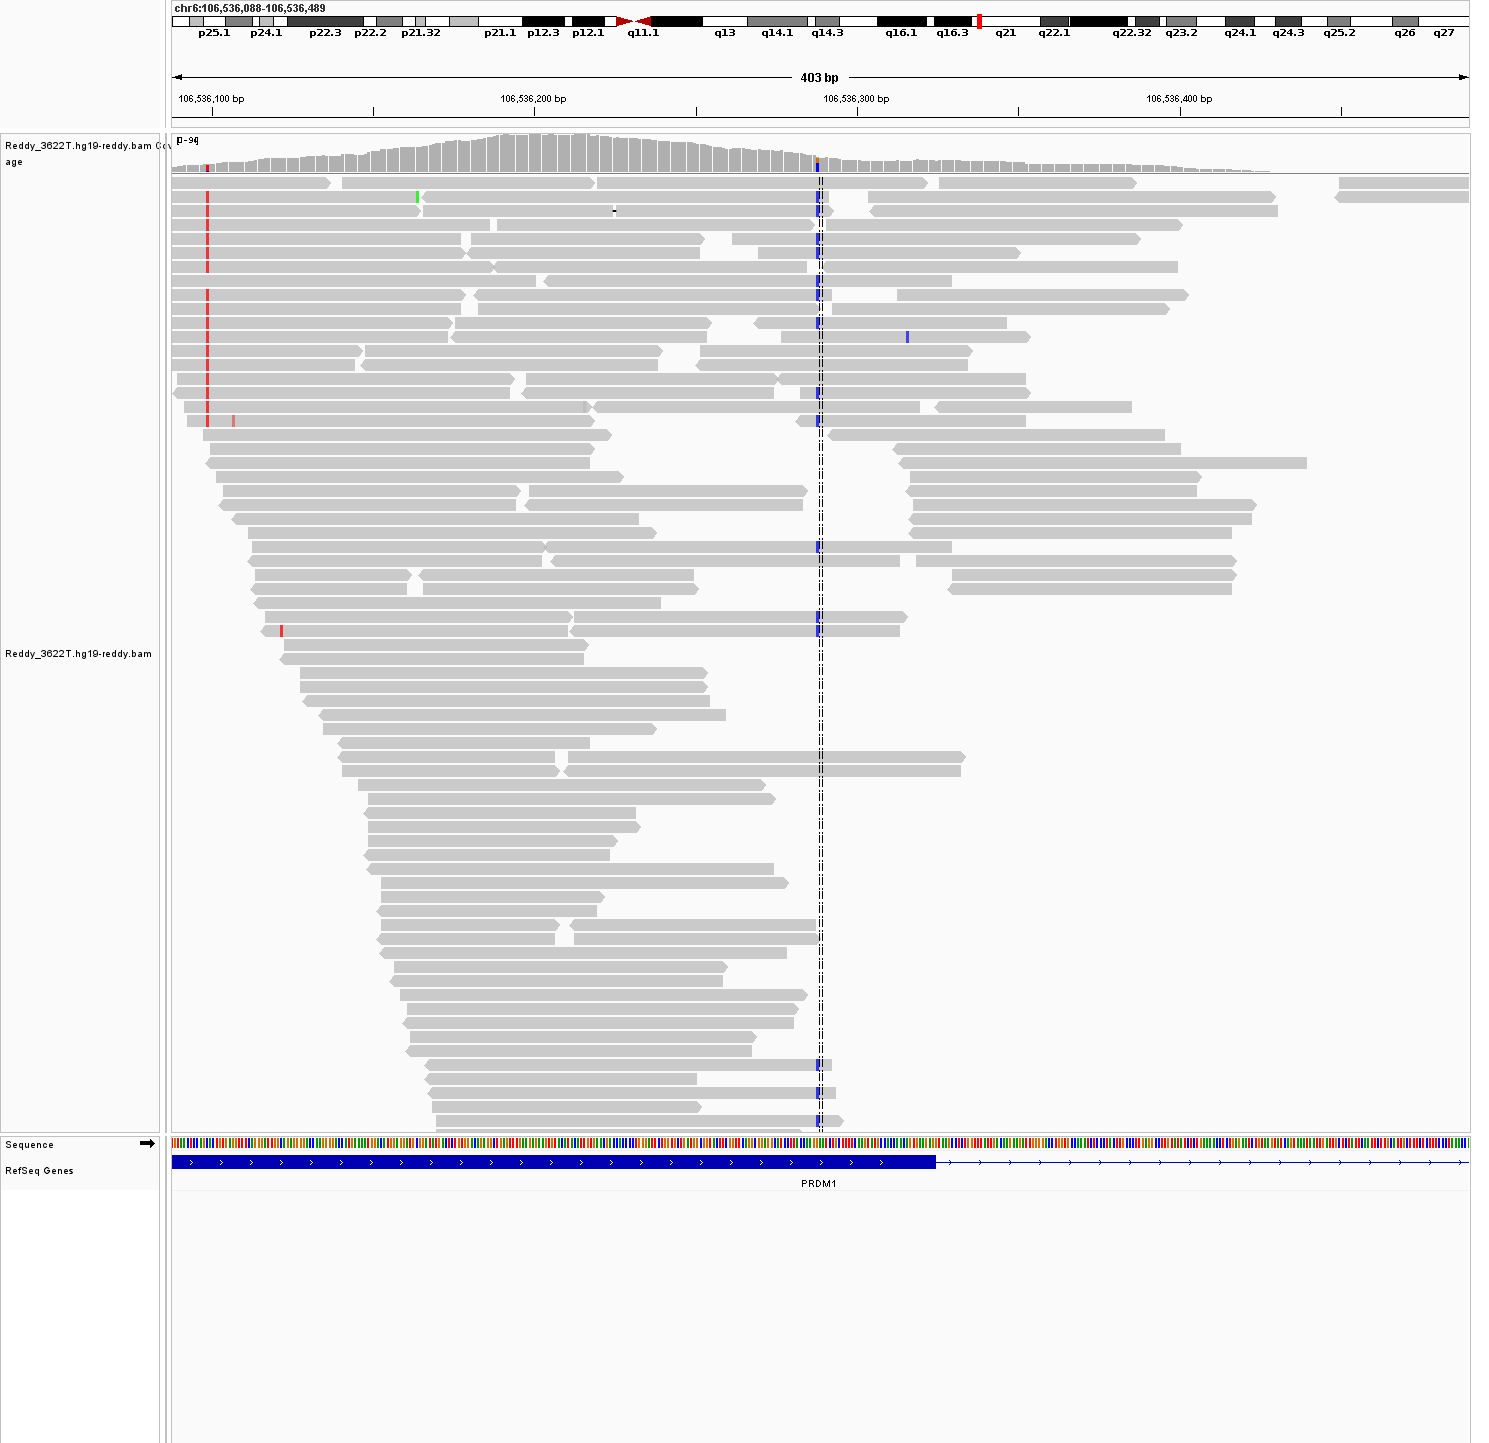 chr6:106,536,088-106,536,489
p25.1 p24.1 p22.3 p22.2 p21.32 p21.1 p12.3 p12.1 q11.1 q13 q14.1 q14.3 q16.1 q16.3 q21 q22.1 q22.32 q23.2 q24.1 q24.3 q25.2 q26 q27
403 bp
106,536,100 bp 106,536,200 bp 106,536,300 bp 106,536,400 bp
[0-94]
Reddy_3622T.hg19-reddy.bam Cov
age
Reddy_3622T.hg19-reddy.bam
Sequence
RefSeq Genes
PRDM1